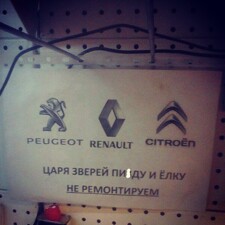 PEUGEOT RENAULT CITROËN
ЦАРЯ ЗВЕРЕЙ ПИЗДУ И ЁЛКУ
НЕ РЕМОНТИРУЕМ